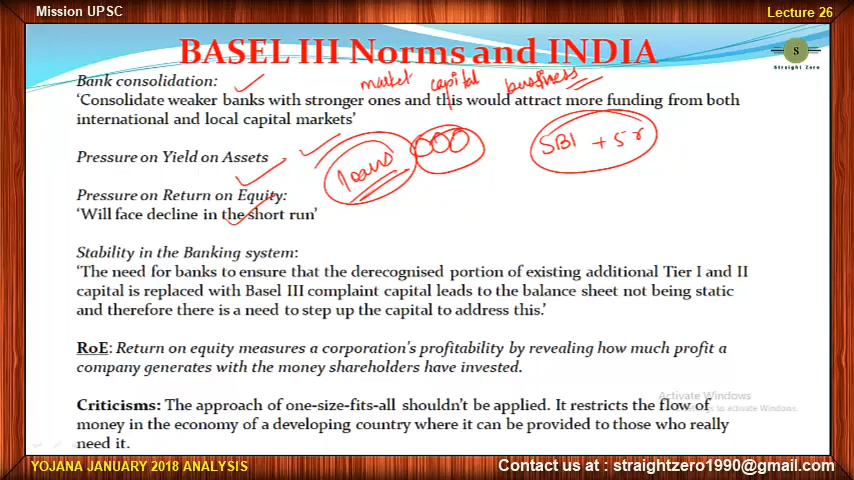 Mission UPSC
Lecture 26
BASEL III Norms and INDIA
S
Straight Zero
Bank consolidation:
market capital business
'Consolidate weaker banks with stronger ones and this would attract more funding from both
international and local capital markets'
SBI + 5
Pressure on Yield on Assets
loans
Pressure on Return on Equity:
'Will face decline in the short run'
Stability in the Banking system:
'The need for banks to ensure that the derecognised portion of existing additional Tier I and II
capital is replaced with Basel III complaint capital leads to the balance sheet not being static
and therefore there is a need to step up the capital to address this.'
RoE: Return on equity measures a corporation's profitability by revealing how much profit a
company generates with the money shareholders have invested.
Activate Windows
Criticisms: The approach of one-size-fits-all shouldn't be applied. It restricts the flow of
Settings to activate Windows.
money in the economy of a developing country where it can be provided to those who really
need it.
YOJANA JANUARY 2018 ANALYSIS
Contact us at : straightzero1990@gmail.com